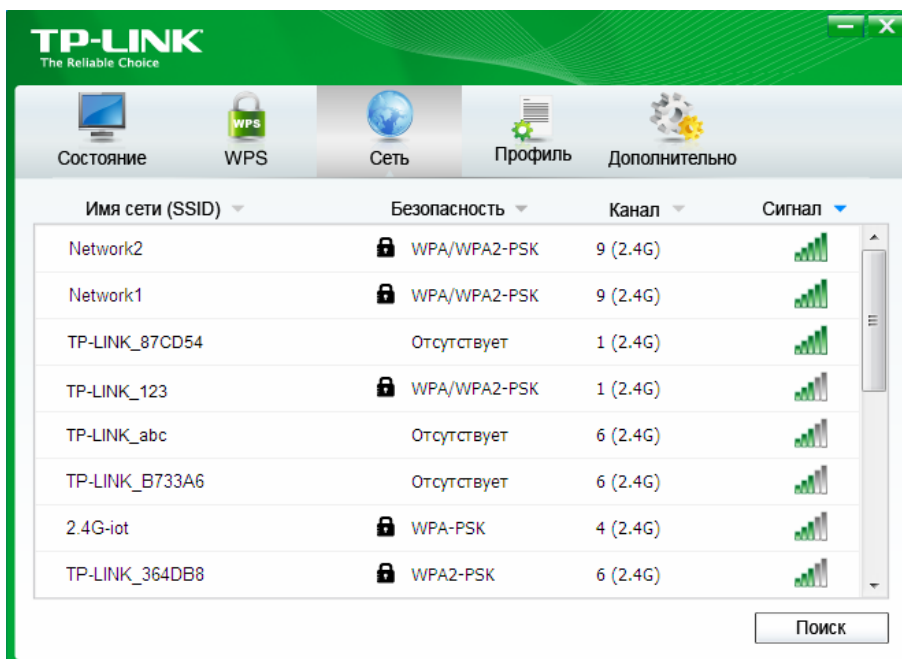 TP-LINK
The Reliable Choice
WPS
Состояние WPS Сеть Профиль Дополнительно
Имя сети (SSID) Безопасность Канал Сигнал
Network2 WPA/WPA2-PSK 9 (2.4G)
Network1 WPA/WPA2-PSK 9 (2.4G)
TP-LINK_87CD54 Отсутствует 1 (2.4G)
TP-LINK_123 WPA/WPA2-PSK 1 (2.4G)
TP-LINK_abc Отсутствует 6 (2.4G)
TP-LINK_B733A6 Отсутствует 6 (2.4G)
2.4G-iot WPA-PSK 4 (2.4G)
TP-LINK_364DB8 WPA2-PSK 6 (2.4G)
Поиск